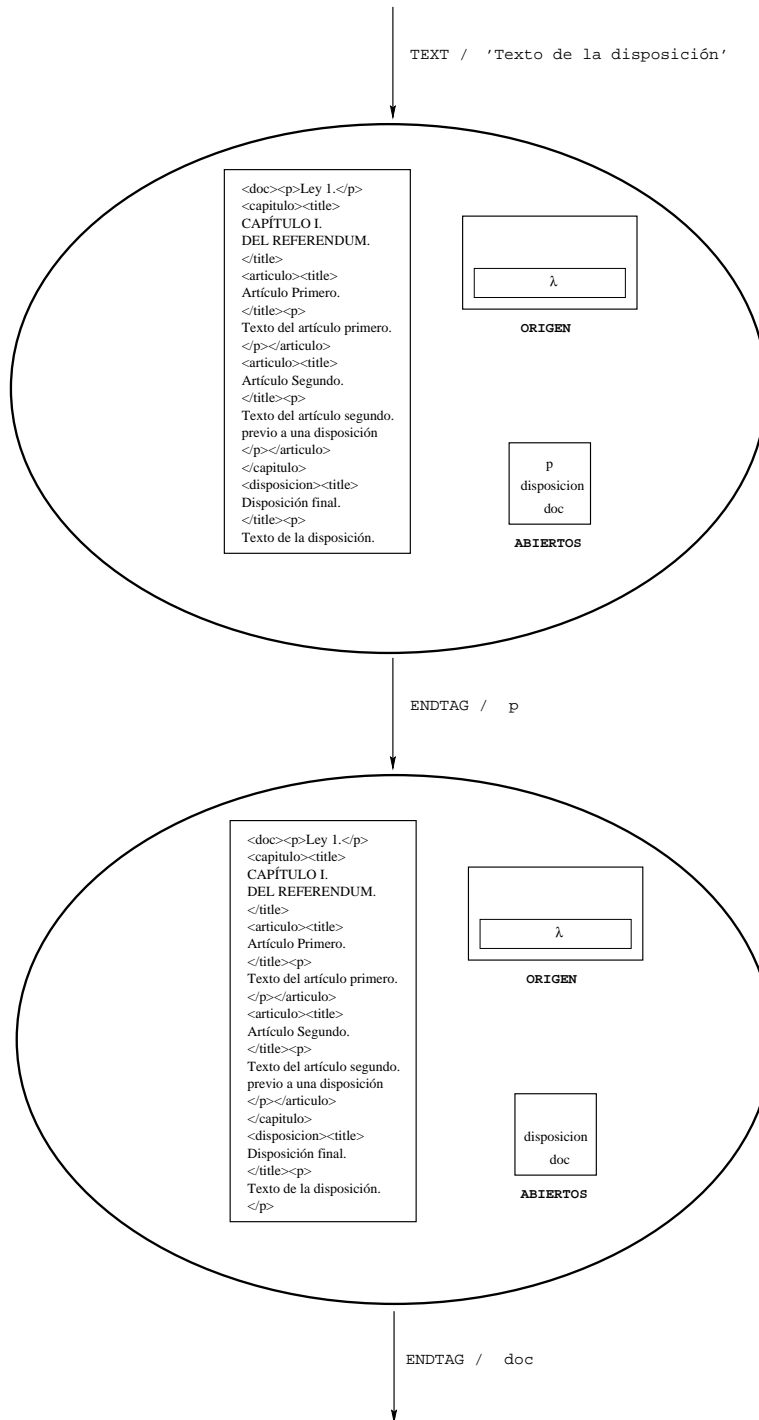 TEXT / 'Texto de la disposición'
<doc><p>Ley 1.</p>
<capitulo><title>
CAPÍTULO I.
DEL REFERENDUM.
</title>
<articulo><title>
Artículo Primero.
</title><p>
Texto del artículo primero.
</p></articulo>
<articulo><title>
Artículo Segundo.
</title><p>
Texto del artículo segundo.
previo a una disposición
</p></articulo>
</capitulo>
<disposicion><title>
Disposición final.
</title><p>
Texto de la disposición.
λ
ORIGEN
p
disposicion
doc
ABIERTOS
ENDTAG / p
<doc><p>Ley 1.</p>
<capitulo><title>
CAPÍTULO I.
DEL REFERENDUM.
</title>
<articulo><title>
Artículo Primero.
</title><p>
Texto del artículo primero.
</p></articulo>
<articulo><title>
Artículo Segundo.
</title><p>
Texto del artículo segundo.
previo a una disposición
</p></articulo>
</capitulo>
<disposicion><title>
Disposición final.
</title><p>
Texto de la disposición.
</p>
λ
ORIGEN
disposicion
doc
ABIERTOS
ENDTAG / doc